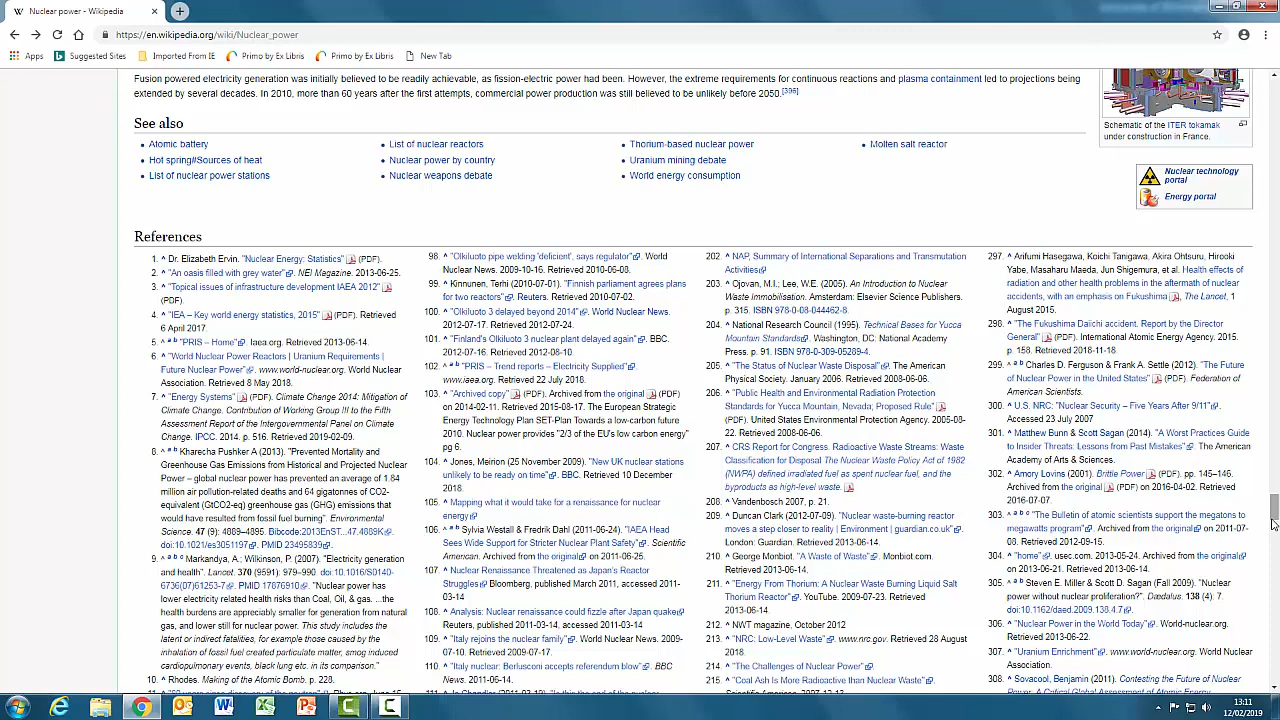 Nuclear power - Wikipedia
https://en.wikipedia.org/wiki/Nuclear_power
Apps Suggested Sites Imported From IE Primo by Ex Libris Primo by Ex Libris New Tab
Fusion powered electricity generation was initially believed to be readily achievable, as fission-electric power had been. However, the extreme requirements for continuous reactions and plasma containment led to projections being
extended by several decades. In 2010, more than 60 years after the first attempts, commercial power production was still believed to be unlikely before 2050.[396]
Schematic of the ITER tokamak
under construction in France.
See also
Atomic battery
Hot spring#Sources of heat
List of nuclear power stations
List of nuclear reactors
Nuclear power by country
Nuclear weapons debate
Thorium-based nuclear power
Uranium mining debate
World energy consumption
Molten salt reactor
Nuclear technology
portal
Energy portal
References
1. ^ Dr. Elizabeth Ervin. "Nuclear Energy: Statistics" (PDF).
2. ^ "An oasis filled with grey water". NEI Magazine. 2013-06-25.
3. ^ "Topical issues of infrastructure development IAEA 2012"
(PDF).
4. ^ "IEA – Key world energy statistics, 2015" (PDF). Retrieved
6 April 2017.
5. ^ a b "PRIS – Home". Iaea.org. Retrieved 2013-06-14.
6. ^ "World Nuclear Power Reactors | Uranium Requirements |
Future Nuclear Power". www.world-nuclear.org. World Nuclear
Association. Retrieved 8 May 2018.
7. ^ "Energy Systems" (PDF). Climate Change 2014: Mitigation of
Climate Change. Contribution of Working Group III to the Fifth
Assessment Report of the Intergovernmental Panel on Climate
Change. IPCC. 2014. p. 516. Retrieved 2019-02-09.
8. ^ Kharecha Pushker A (2013). "Prevented Mortality and
Greenhouse Gas Emissions from Historical and Projected Nuclear
Power – global nuclear power has prevented an average of 1.84
million air pollution-related deaths and 64 gigatonnes of CO2-
equivalent (GtCO2-eq) greenhouse gas (GHG) emissions that
would have resulted from fossil fuel burning". Environmental
Science. 47 (9): 4889–4895. Bibcode:2013EnST...47.4889K.
doi:10.1021/es3051197. PMID 23495839.
9. ^ a b Markandya, A.; Wilkinson, P. (2007). "Electricity generation
and health". Lancet. 370 (9591): 979–990. doi:10.1016/S0140-
6736(07)61253-7. PMID 17876910. "Nuclear power has
lower electricity related health risks than Coal, Oil, & gas. ...the
health burdens are appreciably smaller for generation from natural
gas, and lower still for nuclear power. This study includes the
latent or indirect fatalities, for example those caused by the
inhalation of fossil fuel created particulate matter, smog induced
cardiopulmonary events, black lung etc. in its comparison."
10. ^ Rhodes. Making of the Atomic Bomb. p. 228.
98. ^ "Olkiluoto pipe welding 'deficient', says regulator". World
Nuclear News. 2009-10-16. Retrieved 2010-06-08.
99. ^ Kinnunen, Terhi (2010-07-01). "Finnish parliament agrees plans
for two reactors". Reuters. Retrieved 2010-07-02.
100. ^ "Olkiluoto 3 delayed beyond 2014". World Nuclear News.
2012-07-17. Retrieved 2012-07-24.
101. ^ "Finland's Olkiluoto 3 nuclear plant delayed again". BBC.
2012-07-16. Retrieved 2012-08-10.
102. ^ a b "PRIS – Trend reports – Electricity Supplied".
www.iaea.org. Retrieved 22 July 2018.
103. ^ "Archived copy" (PDF). Archived from the original (PDF)
on 2014-02-11. Retrieved 2015-08-17. The European Strategic
Energy Technology Plan SET-Plan Towards a low-carbon future
2010. Nuclear power provides "2/3 of the EU's low carbon energy"
pg 6.
104. ^ Jones, Meirion (25 November 2009). "New UK nuclear stations
unlikely to be ready on time". BBC. Retrieved 10 December
2018.
105. ^ Mapping what it would take for a renaissance for nuclear
energy
106. ^ a b Sylvia Westall & Fredrik Dahl (2011-06-24). "IAEA Head
Sees Wide Support for Stricter Nuclear Plant Safety". Scientific
American. Archived from the original on 2011-06-25.
107. ^ Nuclear Renaissance Threatened as Japan's Reactor
Struggles Bloomberg, published March 2011, accessed 2011-
03-14
108. ^ Analysis: Nuclear renaissance could fizzle after Japan quake
Reuters, published 2011-03-14, accessed 2011-03-14
109. ^ "Italy rejoins the nuclear family". World Nuclear News. 2009-
07-10. Retrieved 2009-07-17.
110. ^ "Italy nuclear: Berlusconi accepts referendum blow". BBC
News. 2011-06-14.
202. ^ NAP, Summary of International Separations and Transmutation
Activities
203. ^ Ojovan, M.I.; Lee, W.E. (2005). An Introduction to Nuclear
Waste Immobilisation. Amsterdam: Elsevier Science Publishers.
p. 315. ISBN 978-0-08-044462-8.
204. ^ National Research Council (1995). Technical Bases for Yucca
Mountain Standards. Washington, DC: National Academy
Press. p. 91. ISBN 978-0-309-05289-4.
205. ^ "The Status of Nuclear Waste Disposal". The American
Physical Society. January 2006. Retrieved 2008-06-06.
206. ^ "Public Health and Environmental Radiation Protection
Standards for Yucca Mountain, Nevada; Proposed Rule"
(PDF). United States Environmental Protection Agency. 2005-08-
22. Retrieved 2008-06-06.
207. ^ CRS Report for Congress. Radioactive Waste Streams: Waste
Classification for Disposal The Nuclear Waste Policy Act of 1982
(NWPA) defined irradiated fuel as spent nuclear fuel, and the
byproducts as high-level waste.
208. ^ Vandenbosch 2007, p. 21.
209. ^ Duncan Clark (2012-07-09). "Nuclear waste-burning reactor
moves a step closer to reality | Environment | guardian.co.uk".
London: Guardian. Retrieved 2013-06-14.
210. ^ George Monbiot. "A Waste of Waste". Monbiot.com.
Retrieved 2013-06-14.
211. ^ "Energy From Thorium: A Nuclear Waste Burning Liquid Salt
Thorium Reactor". YouTube. 2009-07-23. Retrieved
2013-06-14.
212. ^ NWT magazine, October 2012
213. ^ "NRC: Low-Level Waste". www.nrc.gov. Retrieved 28 August
2018.
214. ^ "The Challenges of Nuclear Power"
215. ^ "Coal Ash Is More Radioactive than Nuclear Waste".
297. ^ Arifumi Hasegawa, Koichi Tanigawa, Akira Ohtsuru, Hirooki
Yabe, Masaharu Maeda, Jun Shigemura, et al. Health effects of
radiation and other health problems in the aftermath of nuclear
accidents, with an emphasis on Fukushima, The Lancet, 1
August 2015.
298. ^ "The Fukushima Daiichi accident. Report by the Director
General" (PDF). International Atomic Energy Agency. 2015.
p. 158. Retrieved 2018-11-18.
299. ^ a b Charles D. Ferguson & Frank A. Settle (2012). "The Future
of Nuclear Power in the United States" (PDF). Federation of
American Scientists.
300. ^ U.S. NRC: "Nuclear Security – Five Years After 9/11".
Accessed 23 July 2007
301. ^ Matthew Bunn & Scott Sagan (2014). "A Worst Practices Guide
to Insider Threats: Lessons from Past Mistakes". The American
Academy of Arts & Sciences.
302. ^ Amory Lovins (2001). Brittle Power (PDF). pp. 145–146.
Archived from the original (PDF) on 2016-04-02. Retrieved
2016-07-07.
303. ^ a b c "The Bulletin of atomic scientists support the megatons to
megawatts program". Archived from the original on 2011-07-
08. Retrieved 2012-09-15.
304. ^ "home". usec.com. 2013-05-24. Archived from the original
on 2013-06-21. Retrieved 2013-06-14.
305. ^ a b Steven E. Miller & Scott D. Sagan (Fall 2009). "Nuclear
power without nuclear proliferation?". Dædalus. 138 (4): 7.
doi:10.1162/daed.2009.138.4.7.
306. ^ "Nuclear Power in the World Today". World-nuclear.org.
Retrieved 2013-06-22.
307. ^ "Uranium Enrichment". www.world-nuclear.org. World Nuclear
Association.
308. ^ Sovacool, Benjamin (2011). Contesting the Future of Nuclear
13:11
12/02/2019